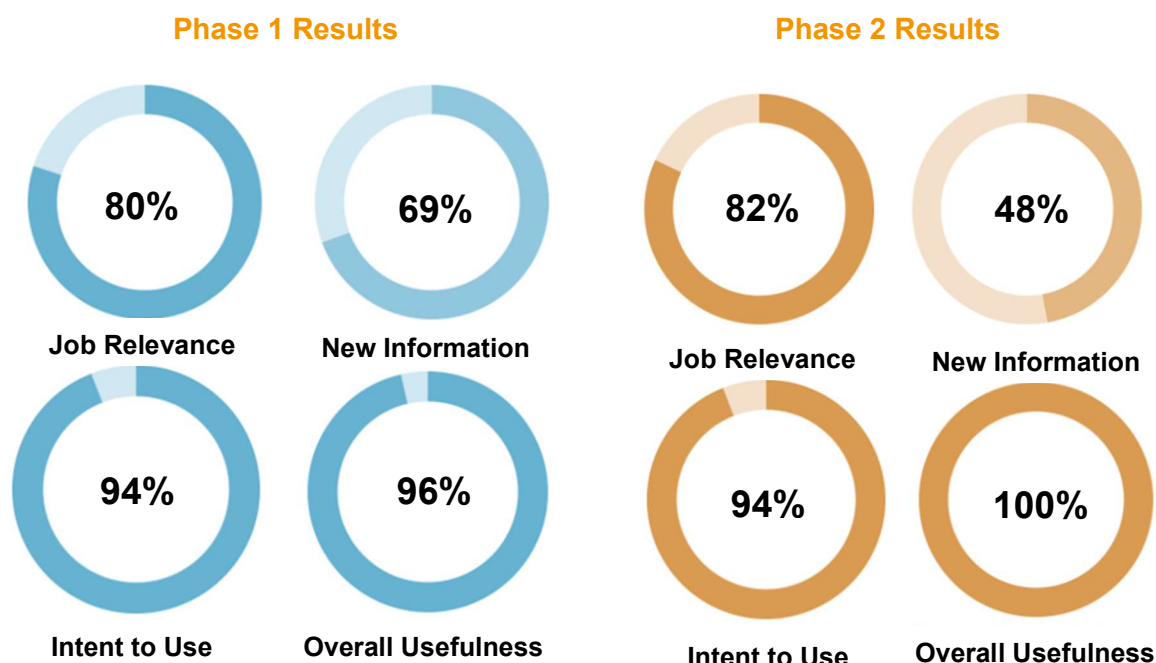 Phase 1 Results
80%
69%
Job Relevance
New Information
94%
96%
Intent to Use
Overall Usefulness
Phase 2 Results
82%
48%
Job Relevance
New Information
94%
100%
Intent to Use
Overall Usefulness